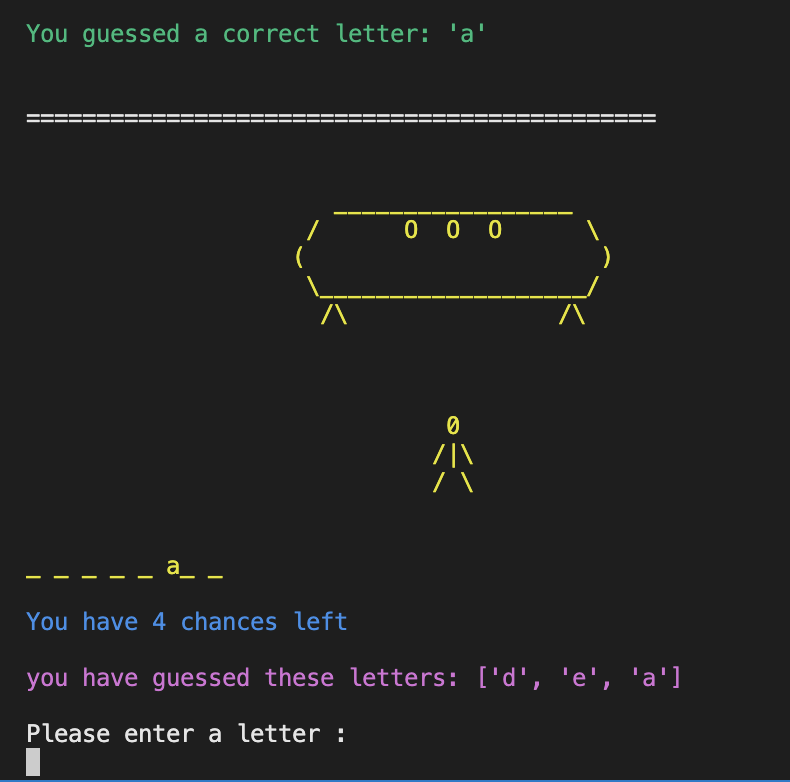 You guessed a correct letter: 'a'
=============================================
_________________
/      O  O  O      \
(                     )
\___________________/
/\               /\
0
/|\
/ \
_ _ _ _ _ a_ _
You have 4 chances left
you have guessed these letters: ['d', 'e', 'a']
Please enter a letter :